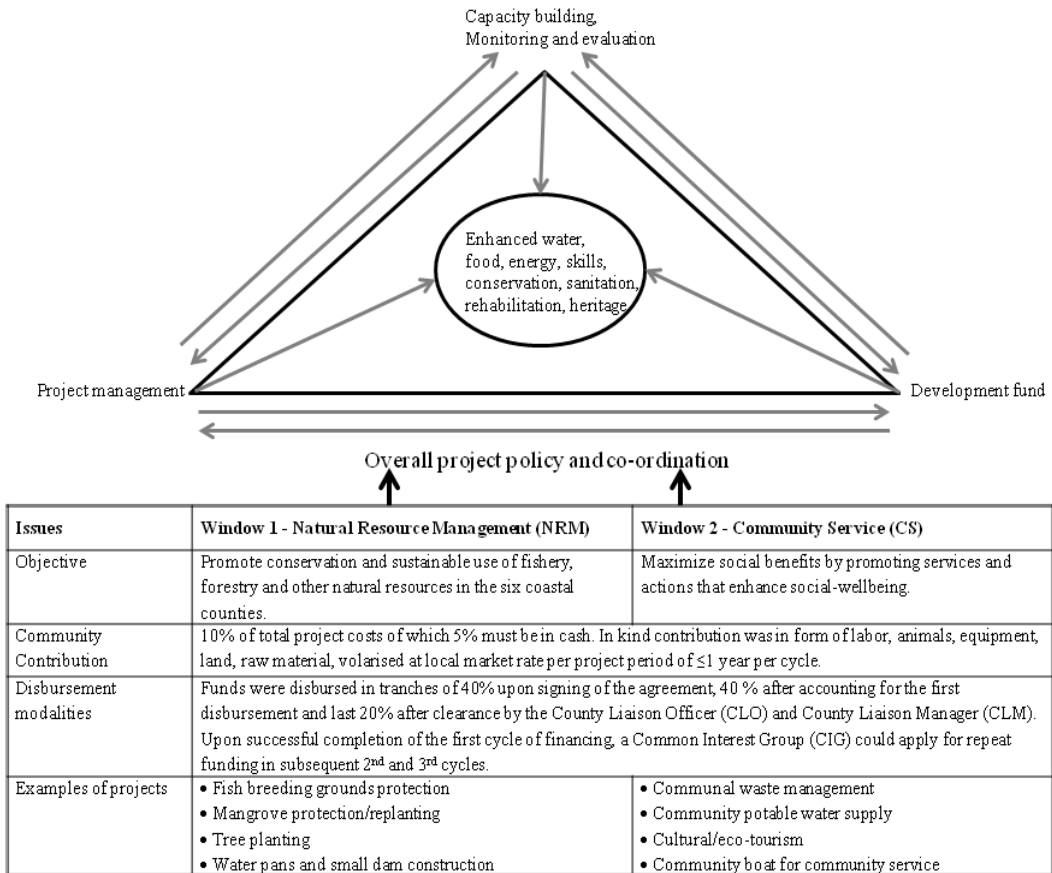 Capacity building,
Monitoring and evaluation
Enhanced water,
food, energy, skills,
conservation, sanitation,
rehabilitation, heritage
Project management
Development fund
Overall project policy and co-ordination
Issues
Window 1 - Natural Resource Management (NRM)
Window 2 - Community Service (CS)
Objective
Promote conservation and sustainable use of fishery,
forestry and other natural resources in the six coastal
counties.
Maximize social benefits by promoting services and
actions that enhance social-wellbeing.
Community
Contribution
10% of total project costs of which 5% must be in cash. In kind contribution was in form of labor, animals, equipment,
land, raw material, volarised at local market rate per project period of ≤1 year per cycle.
Disbursement
modalities
Funds were disbursed in tranches of 40% upon signing of the agreement, 40 % after accounting for the first
disbursement and last 20% after clearance by the County Liaison Officer (CLO) and County Liaison Manager (CLM).
Upon successful completion of the first cycle of financing, a Common Interest Group (CIG) could apply for repeat
funding in subsequent 2nd and 3rd cycles.
Examples of projects
• Fish breeding grounds protection
• Mangrove protection/replanting
• Tree planting
• Water pans and small dam construction
• Communal waste management
• Community potable water supply
• Cultural/eco-tourism
• Community boat for community service